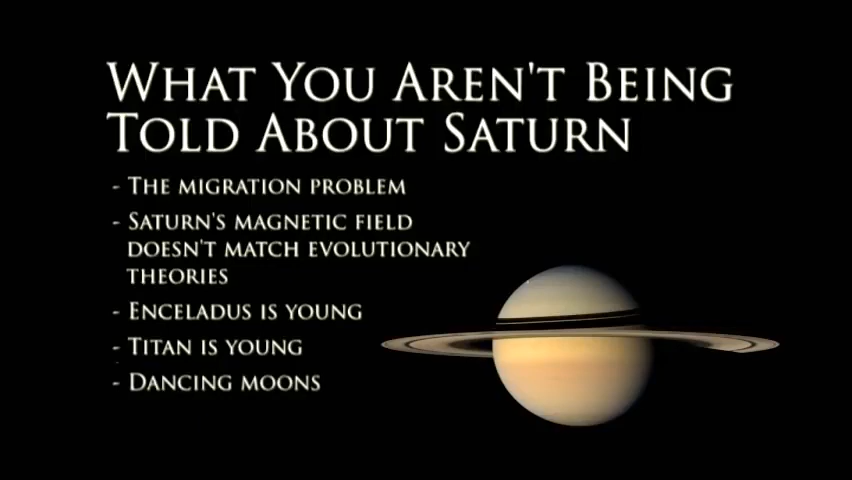 What You Aren't Being
Told About Saturn
- The migration problem
- Saturn's magnetic field
doesn't match evolutionary
theories
- Enceladus is young
- Titan is young
- Dancing moons